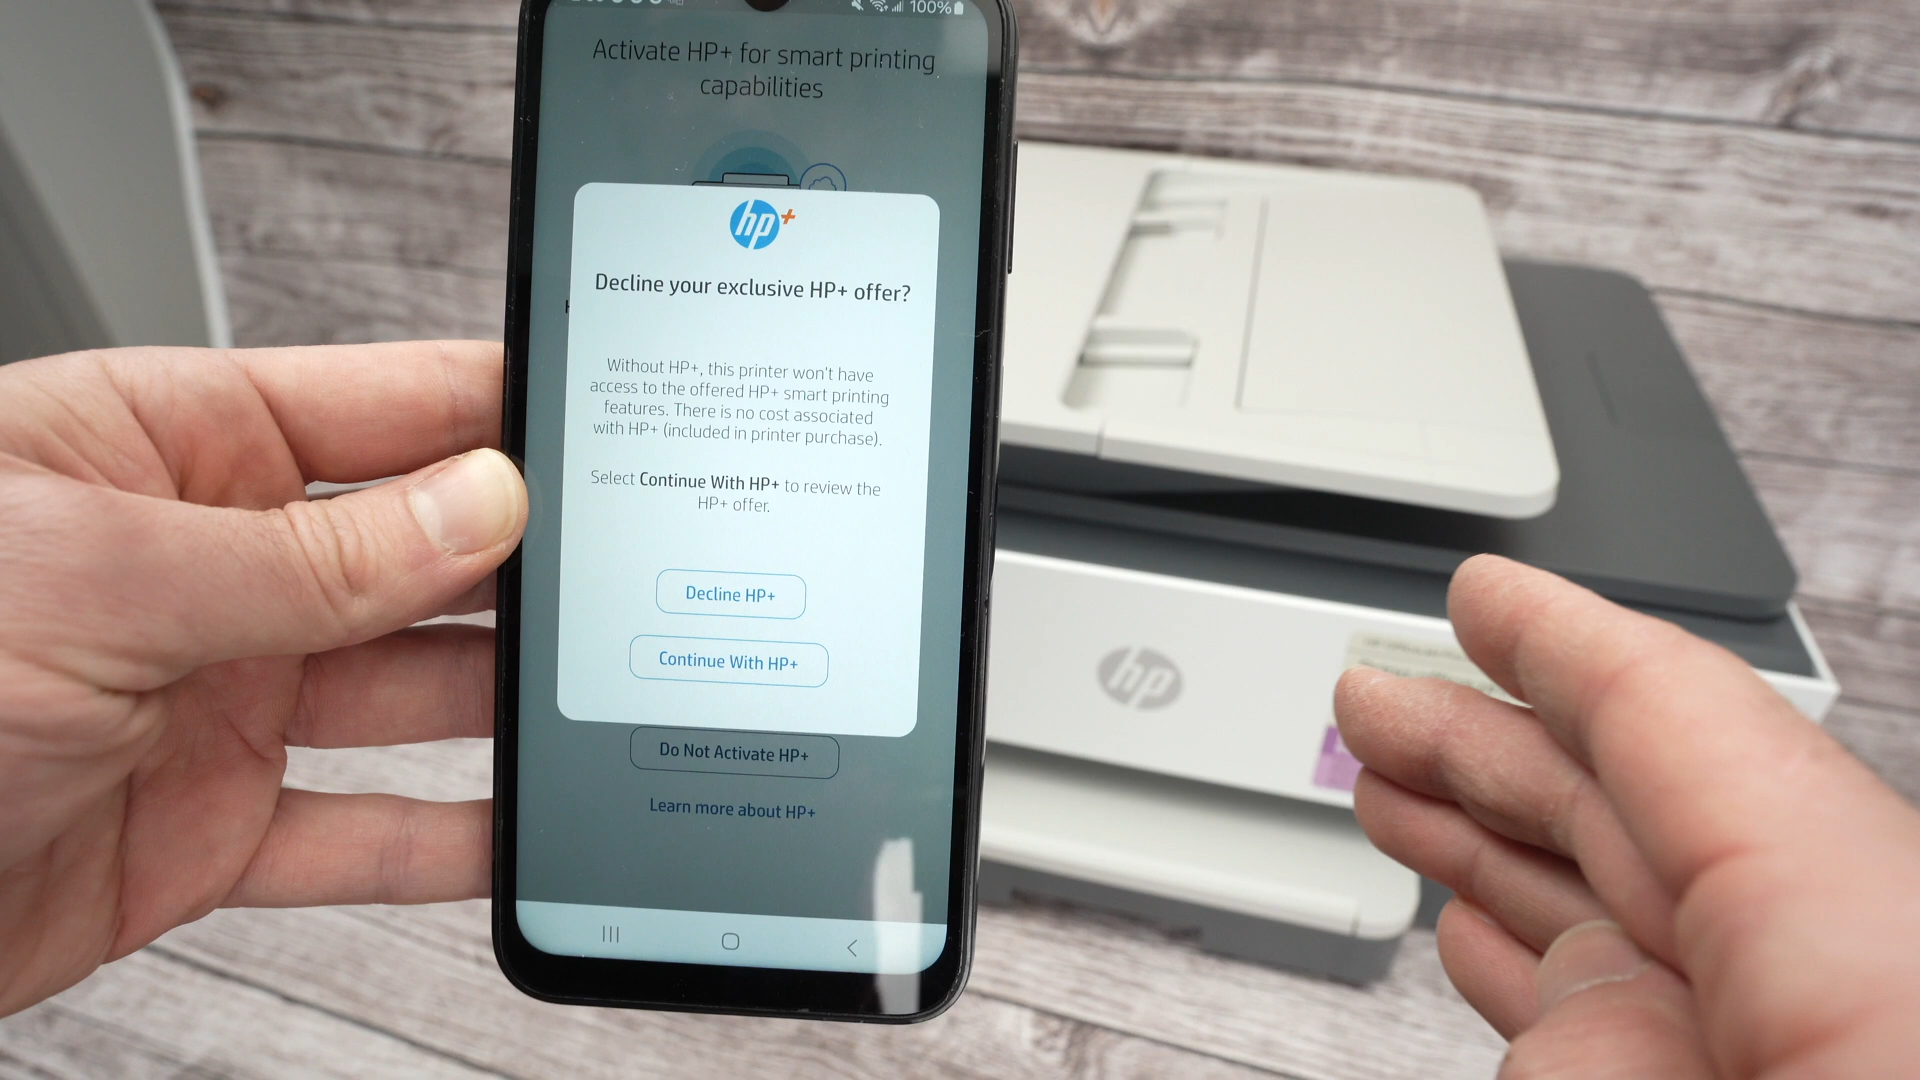 100%
Activate HP+ for smart printing
capabilities
hp+
Decline your exclusive HP+ offer?
Without HP+, this printer won't have
access to the offered HP+ smart printing
features. There is no cost associated
with HP+ (included in printer purchase).
Select Continue With HP+ to review the
HP+ offer.
Decline HP+
Continue With HP+
Do Not Activate HP+
Learn more about HP+
hp